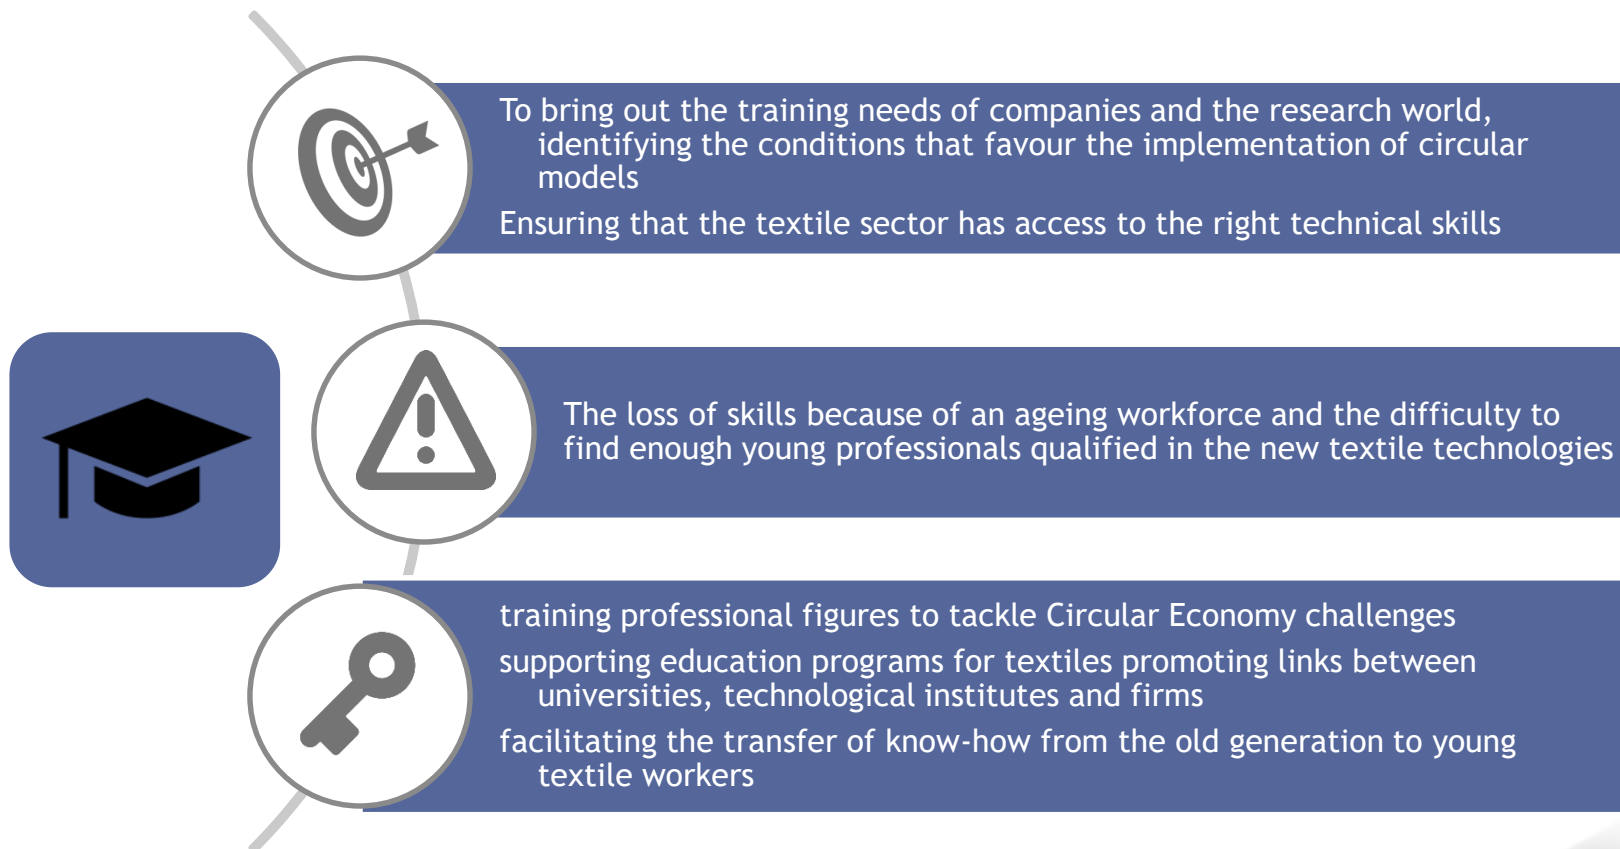 To bring out the training needs of companies and the research world,
identifying the conditions that favour the implementation of circular
models
Ensuring that the textile sector has access to the right technical skills
The loss of skills because of an ageing workforce and the difficulty to
find enough young professionals qualified in the new textile technologies
training professional figures to tackle Circular Economy challenges
supporting education programs for textiles promoting links between
universities, technological institutes and firms
facilitating the transfer of know-how from the old generation to young
textile workers